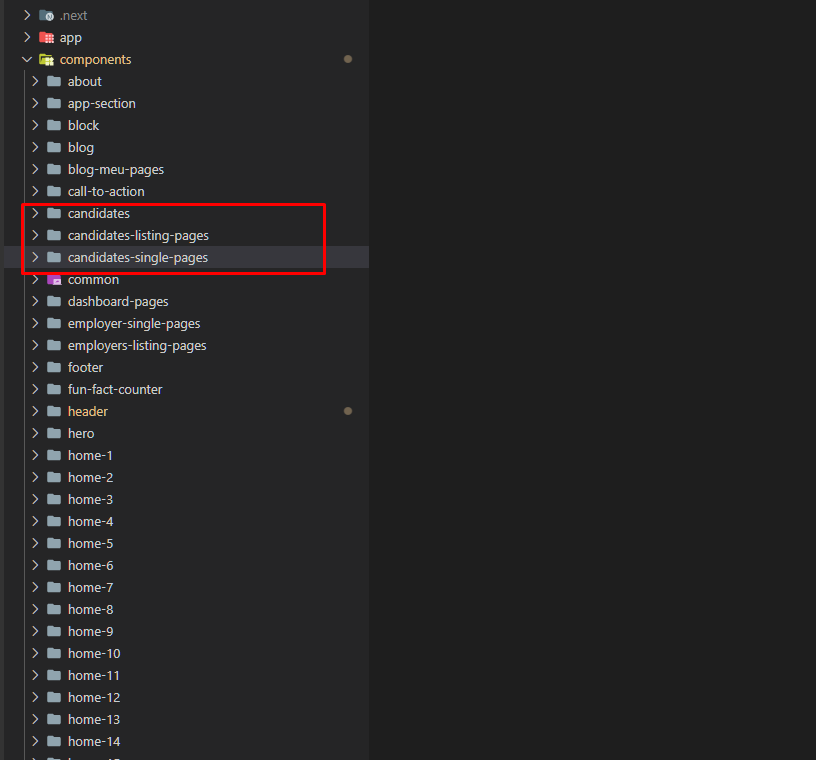 .next
app
components
about
app-section
block
blog
blog-meu-pages
call-to-action
candidates
candidates-listing-pages
candidates-single-pages
common
dashboard-pages
employer-single-pages
employers-listing-pages
footer
fun-fact-counter
header
hero
home-1
home-2
home-3
home-4
home-5
home-6
home-7
home-8
home-9
home-10
home-11
home-12
home-13
home-14